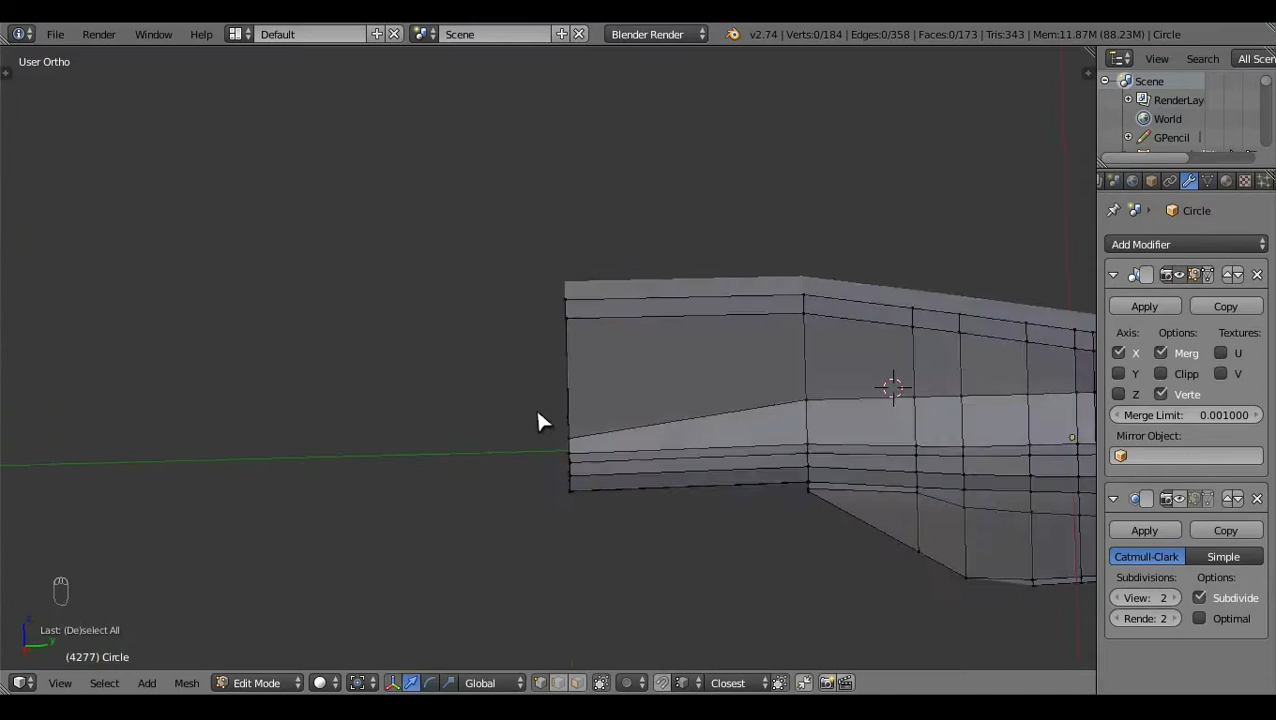 File Render Window Help Default Scene Blender Render v2.74 | Verts:0/184 | Edges:0/358 | Faces:0/173 | Tris:343 | Mem:11.87M (88.23M) | Circle
User Ortho
View Search All Scen
Scene
RenderLay
World
GPencil
Circle
Add Modifier
Apply Copy
Axis: Options: Textures:
X Merg U
Y Clipp V
Z Verte
Merge Limit: 0.001000
Mirror Object:
Apply Copy
Catmull-Clark Simple
Subdivisions: Options:
View: 2 Subdivide
Rende: 2 Optimal
Last: (De)select All
z
y
(4277) Circle
View Select Add Mesh Edit Mode Global Closest